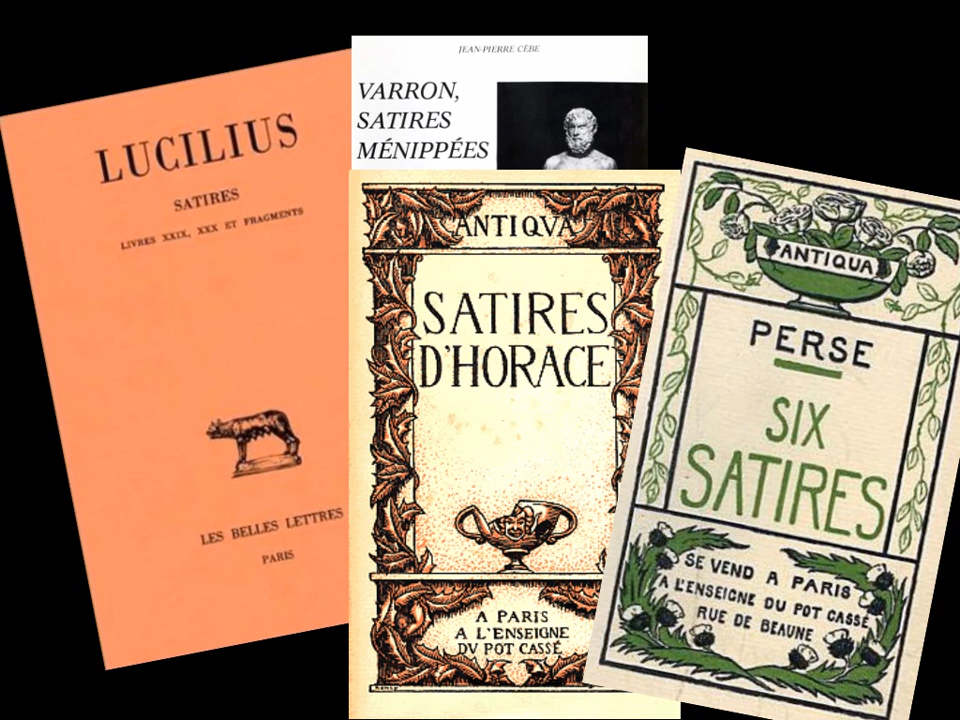 LUCILIUS
SATIRES
LIVRES XXIX, XXX ET FRAGMENTS
LES BELLES LETTRES
PARIS
JEAN-PIERRE CÈBE
VARRON,
SATIRES
MÉNIPPÉES
ANTIQVA
SATIRES
D'HORACE
A PARIS
A L'ENSEIGNE
DV POT CASSÉ
ANTIQUA
PERSE
SIX
SATIRES
SE VEND A PARIS
A L'ENSEIGNE DU POT CASSÉ
RUE DE BEAUNE